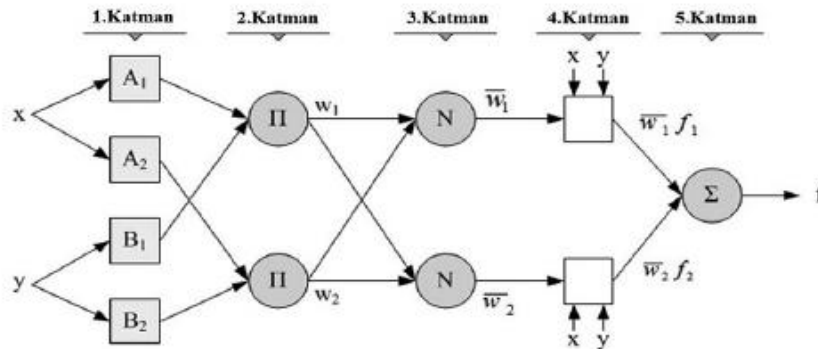 1.Katman 2.Katman 3.Katman 4.Katman 5.Katman
x y
A₁
x
Π w₁ N w̅₁
w̅₁ f₁
A₂
Σ f
B₁
w̅₂ f₂
y
Π w₂ N w̅₂
B₂
x y